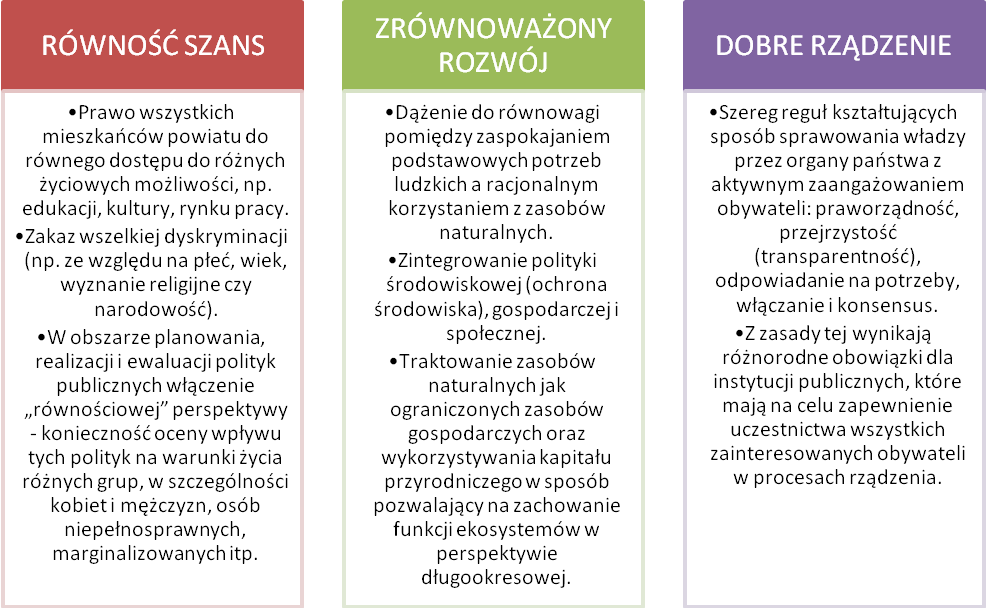 RÓWNOŚĆ SZANS
•Prawo wszystkich
mieszkańców powiatu do
równego dostępu do różnych
życiowych możliwości, np.
edukacji, kultury, rynku pracy.
•Zakaz wszelkiej dyskryminacji
(np. ze względu na płeć, wiek,
wyznanie religijne czy
narodowość).
•W obszarze planowania,
realizacji i ewaluacji polityk
publicznych włączenie
„równościowej” perspektywy
- konieczność oceny wpływu
tych polityk na warunki życia
różnych grup, w szczególności
kobiet i mężczyzn, osób
niepełnosprawnych,
marginalizowanych itp.
ZRÓWNOWAŻONY
ROZWÓJ
•Dążenie do równowagi
pomiędzy zaspokajaniem
podstawowych potrzeb
ludzkich a racjonalnym
korzystaniem z zasobów
naturalnych.
•Zintegrowanie polityki
środowiskowej (ochrona
środowiska), gospodarczej i
społecznej.
•Traktowanie zasobów
naturalnych jak
ograniczonych zasobów
gospodarczych oraz
wykorzystywania kapitału
przyrodniczego w sposób
pozwalający na zachowanie
funkcji ekosystemów w
perspektywie
długookresowej.
DOBRE RZĄDZENIE
•Szereg reguł kształtujących
sposób sprawowania władzy
przez organy państwa z
aktywnym zaangażowaniem
obywateli: praworządność,
przejrzystość
(transparentność),
odpowiadanie na potrzeby,
włączanie i konsensus.
•Z zasady tej wynikają
różnorodne obowiązki dla
instytucji publicznych, które
mają na celu zapewnienie
uczestnictwa wszystkich
zainteresowanych obywateli
w procesach rządzenia.